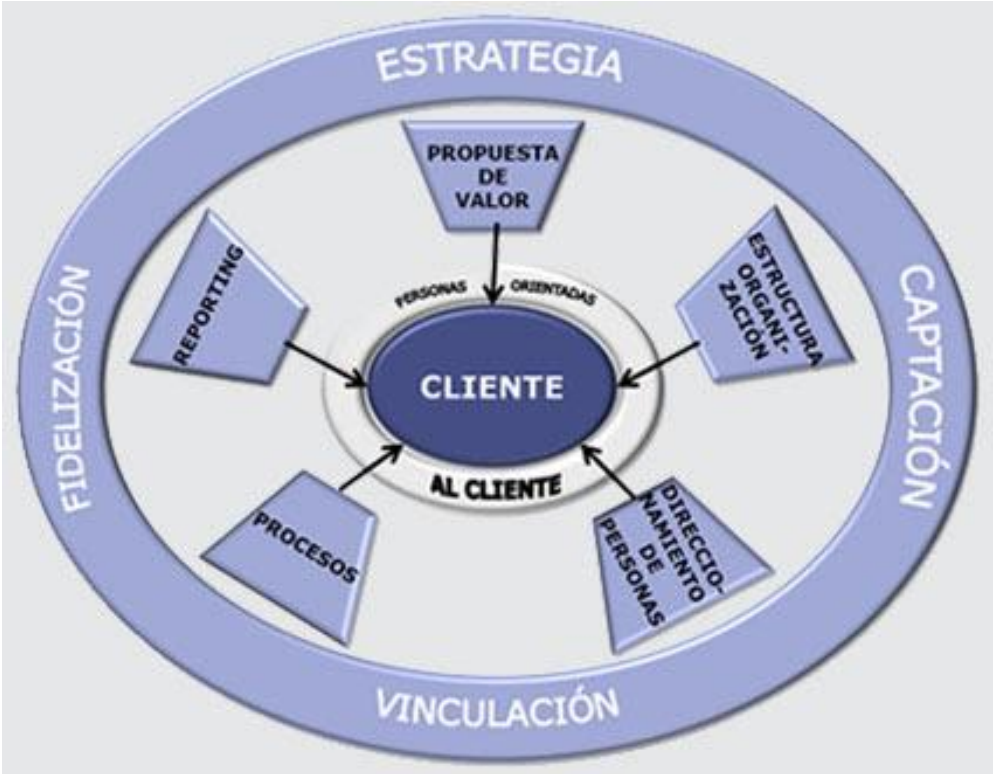 ESTRATEGIA
PROPUESTA
DE
VALOR
ESTRUCTURA
ORGANI-
ZACIÓN
CAPTACIÓN
FIDELIZACIÓN
REPORTING
PERSONAS ORIENTADAS
CLIENTE
AL CLIENTE
PROCESOS
DIRECCIO-
NAMIENTO
DE
PERSONAS
VINCULACIÓN